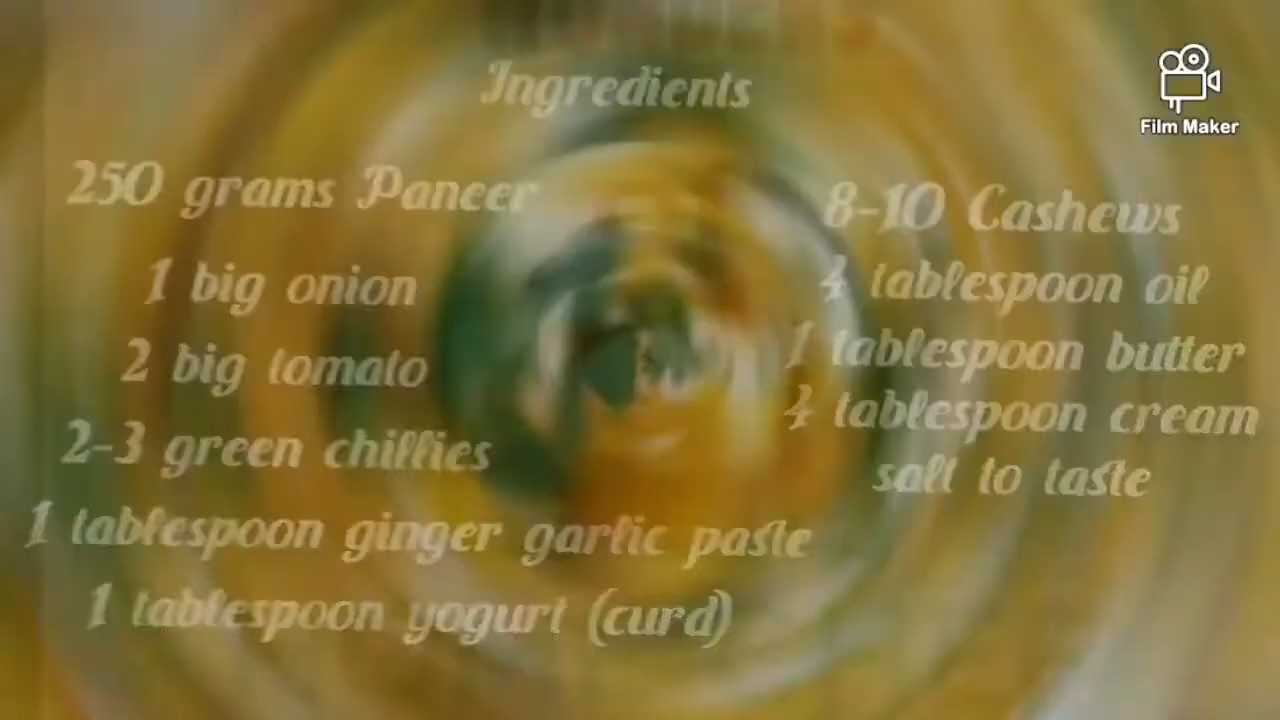 Ingredients
Film Maker
250 grams Paneer
1 big onion
2 big tomato
2-3 green chillies
1 tablespoon ginger garlic paste
1 tablespoon yogurt (curd)
8-10 Cashews
4 tablespoon oil
1 tablespoon butter
4 tablespoon cream
salt to taste